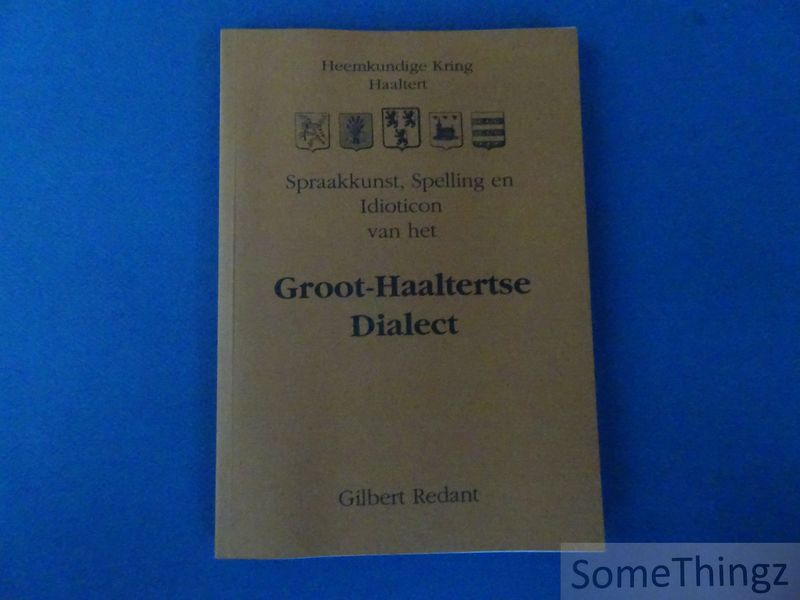 Heemkundige Kring
Haaltert
Spraakkunst, Spelling en
Idioticon
van het
Groot-Haaltertse
Dialect
Gilbert Redant
SomeThingz